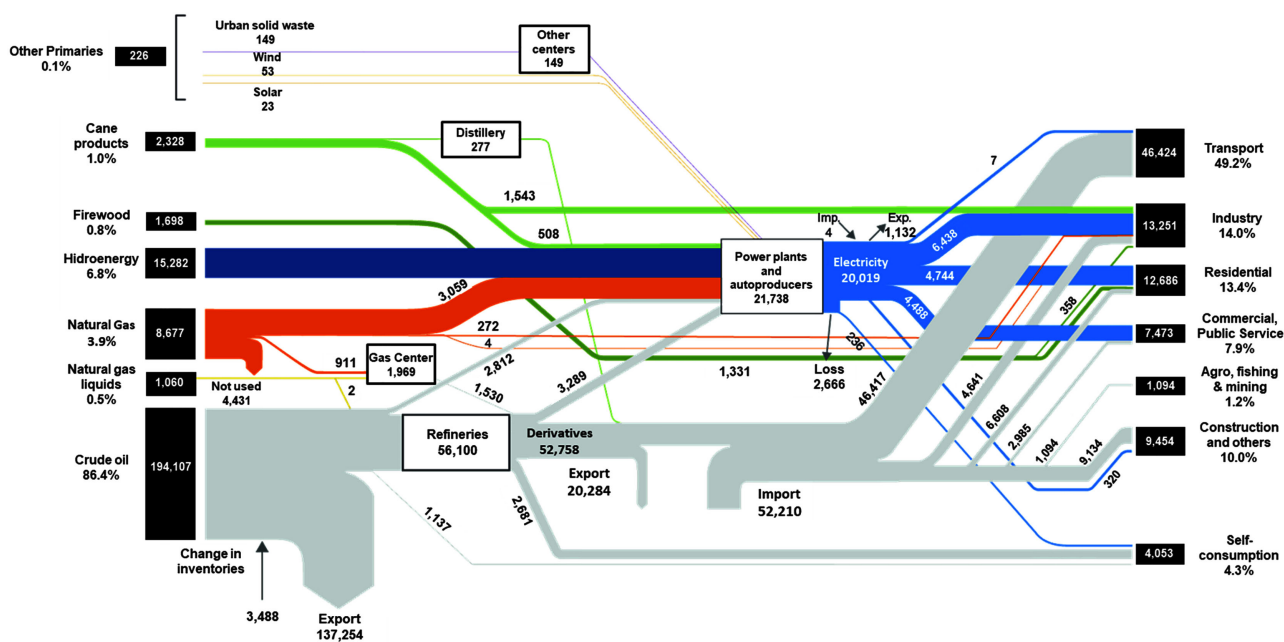 Other Primaries
0.1%
226
Urban solid waste
149
Wind
53
Solar
23
Other
centers
149
Cane
products
1.0%
2,328
Distillery
277
1,543
508
Firewood
0.8%
1,698
Hidroenergy
6.8%
15,282
Natural Gas
3.9%
8,677
3,059
272
4
911
Gas Center
1,969
Natural gas
liquids
0.5%
1,060
Not used
4,431
2
1,530
2,812
3,289
Crude oil
86.4%
194,107
Refineries
56,100
Derivatives
52,758
Export
20,284
Import
52,210
Change in
inventories
3,488
Export
137,254
1,137
2,681
Power plants
and
autoproducers
21,738
Imp.
4
Exp.
1,132
Electricity
20,019
Loss
2,666
1,331
7
6,438
4,744
4,488
236
358
46,417
4,641
6,608
2,985
1,094
9,134
320
46,424
Transport
49.2%
13,251
Industry
14.0%
12,686
Residential
13.4%
7,473
Commercial,
Public Service
7.9%
1,094
Agro, fishing
& mining
1.2%
9,454
Construction
and others
10.0%
4,053
Self-
consumption
4.3%